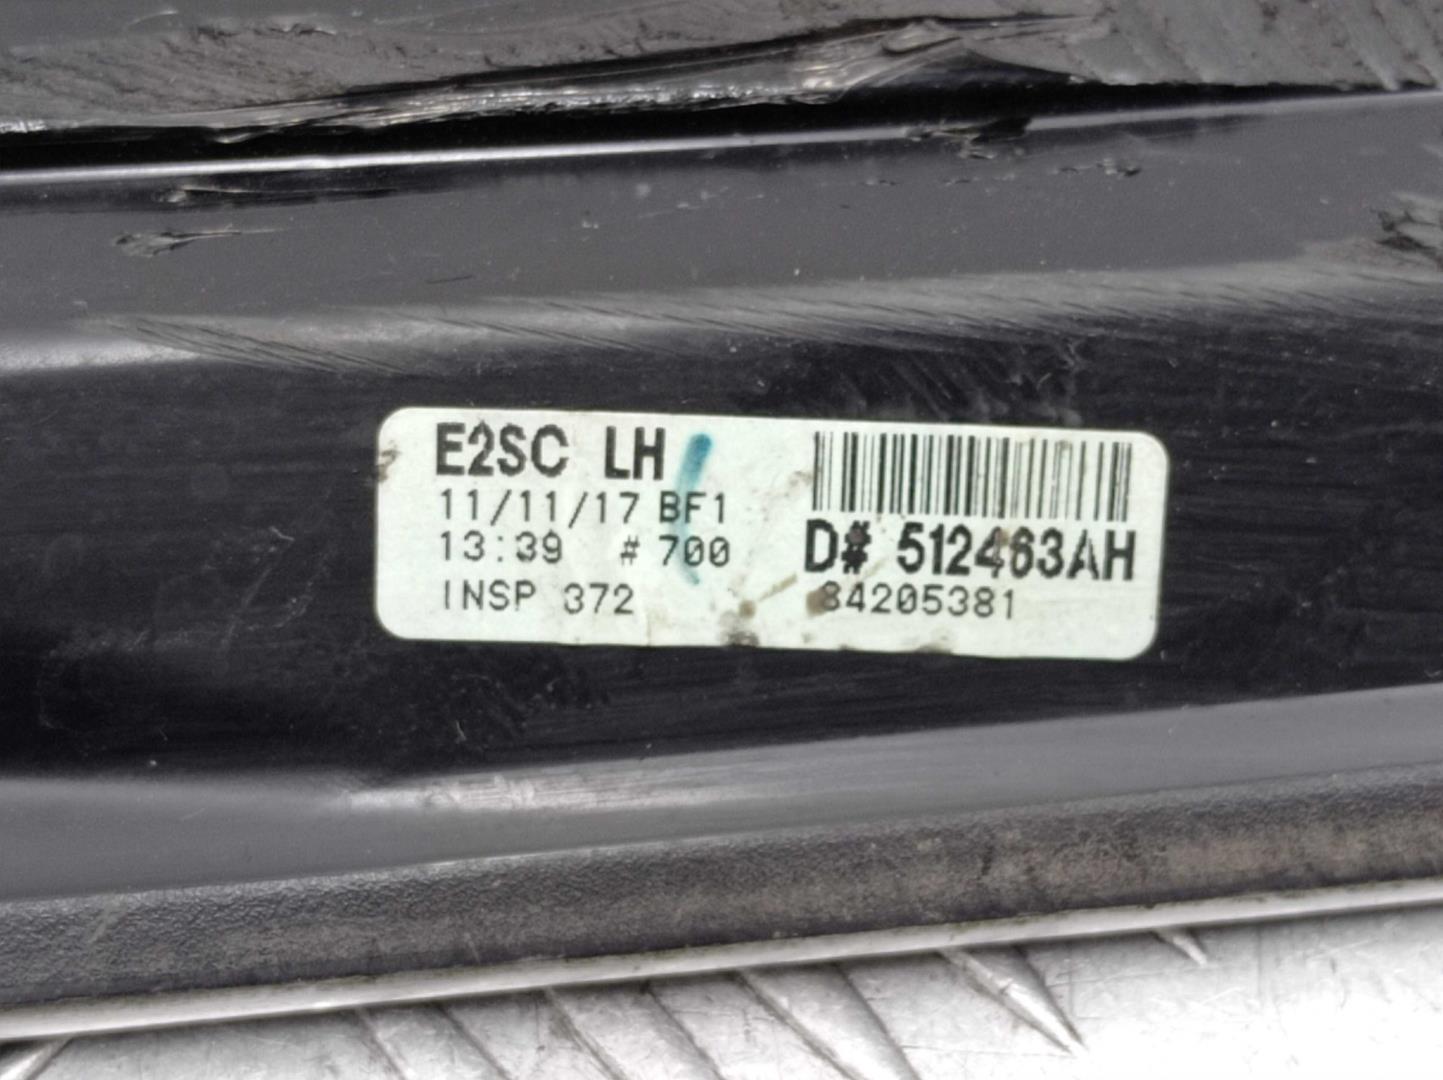 E2SC LH
11/11/17 BF1
13:39 # 700
INSP 372
D# 512463AH
84205381